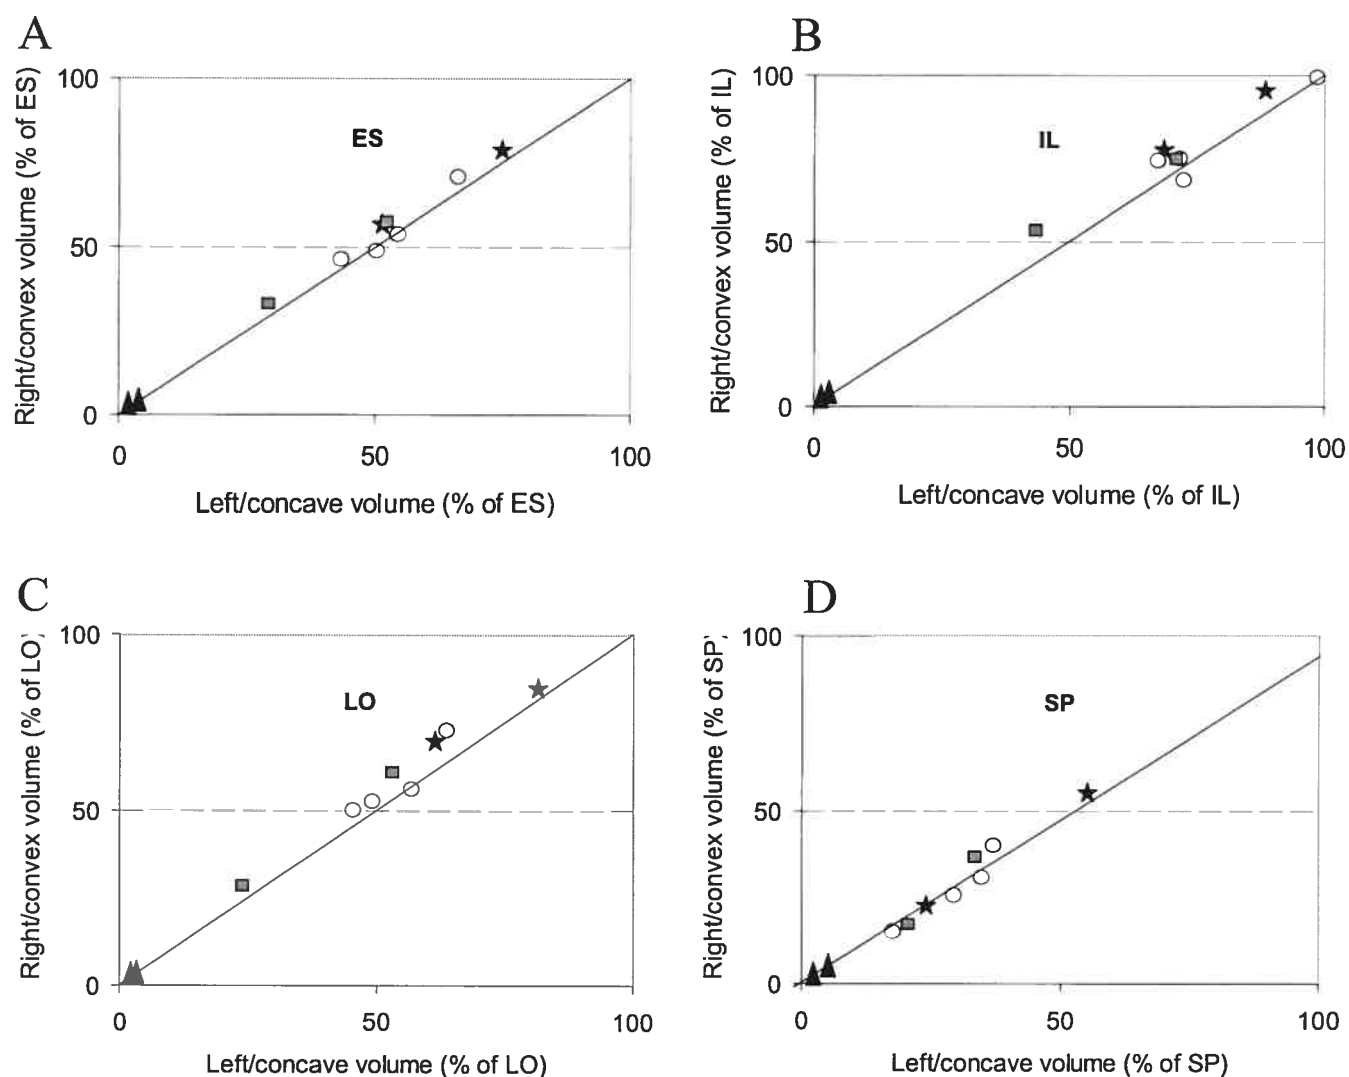 A
Right/convex volume (% of ES)
100
50
0
ES
0 50 100
Left/concave volume (% of ES)
B
Right/convex volume (% of IL)
100
50
0
IL
0 50 100
Left/concave volume (% of IL)
C
Right/convex volume (% of LO)
100
50
0
LO
0 50 100
Left/concave volume (% of LO)
D
Right/convex volume (% of SP)
100
50
0
SP
0 50 100
Left/concave volume (% of SP)